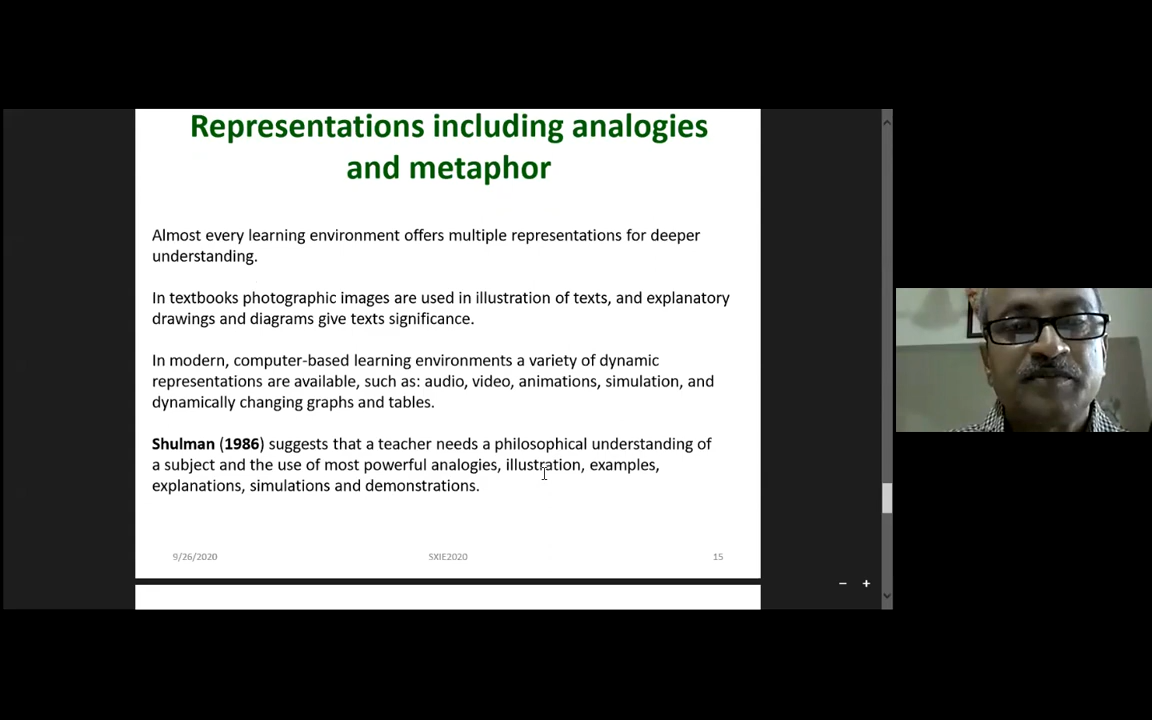 Representations including analogies
and metaphor
Almost every learning environment offers multiple representations for deeper
understanding.
In textbooks photographic images are used in illustration of texts, and explanatory
drawings and diagrams give texts significance.
In modern, computer-based learning environments a variety of dynamic
representations are available, such as: audio, video, animations, simulation, and
dynamically changing graphs and tables.
Shulman (1986) suggests that a teacher needs a philosophical understanding of
a subject and the use of most powerful analogies, illustration, examples,
explanations, simulations and demonstrations.
9/26/2020 SXIE2020 15